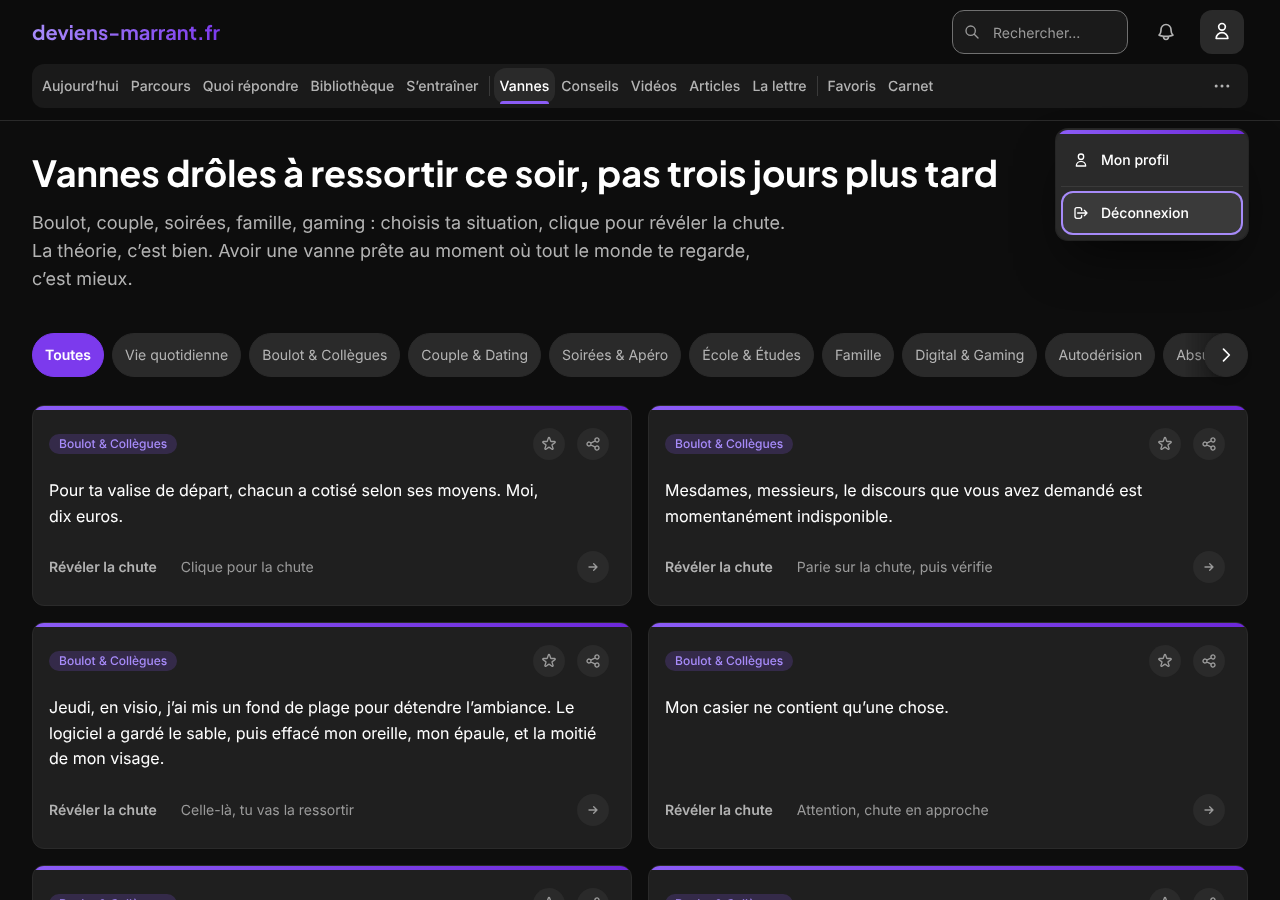 deviens-marrant.fr
Rechercher...
Aujourd’hui Parcours Quoi répondre Bibliothèque S’entraîner Vannes Conseils Vidéos Articles La lettre Favoris Carnet
Mon profil
Déconnexion
Vannes drôles à ressortir ce soir, pas trois jours plus tard
Boulot, couple, soirées, famille, gaming : choisis ta situation, clique pour révéler la chute.
La théorie, c’est bien. Avoir une vanne prête au moment où tout le monde te regarde,
c’est mieux.
Toutes Vie quotidienne Boulot & Collègues Couple & Dating Soirées & Apéro École & Études Famille Digital & Gaming Autodérision
Boulot & Collègues
Pour ta valise de départ, chacun a cotisé selon ses moyens. Moi,
dix euros.
Révéler la chute Clique pour la chute
Boulot & Collègues
Mesdames, messieurs, le discours que vous avez demandé est
momentanément indisponible.
Révéler la chute Parie sur la chute, puis vérifie
Boulot & Collègues
Jeudi, en visio, j’ai mis un fond de plage pour détendre l’ambiance. Le
logiciel a gardé le sable, puis effacé mon oreille, mon épaule, et la moitié
de mon visage.
Révéler la chute Celle-là, tu vas la ressortir
Boulot & Collègues
Mon casier ne contient qu’une chose.
Révéler la chute Attention, chute en approche